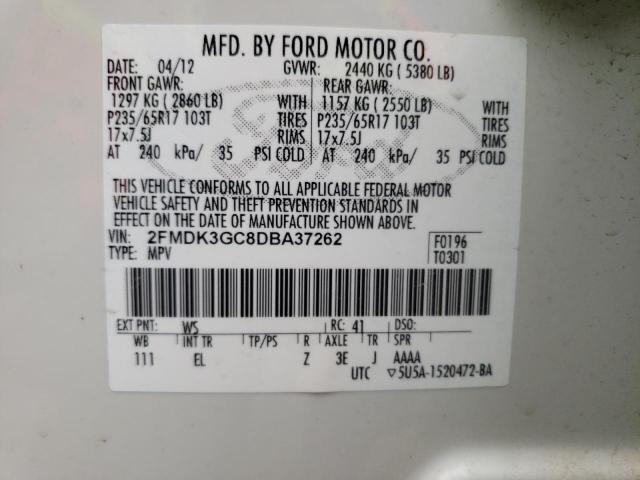 MFD. BY FORD MOTOR CO.
DATE: 04/12 GVWR: 2440 KG ( 5380 LB)
FRONT GAWR: REAR GAWR:
1297 KG ( 2860 LB) WITH 1157 KG ( 2550 LB) WITH
P235/65R17 103T TIRES P235/65R17 103T TIRES
17x7.5J RIMS 17x7.5J RIMS
AT 240 kPa/ 35 PSI COLD AT 240 kPa/ 35 PSI COLD
THIS VEHICLE CONFORMS TO ALL APPLICABLE FEDERAL MOTOR
VEHICLE SAFETY AND THEFT PREVENTION STANDARDS IN
EFFECT ON THE DATE OF MANUFACTURE SHOWN ABOVE.
VIN: 2FMDK3GC8DBA37262 F0196
TYPE: MPV T0301
EXT PNT: WS RC: 41 DSO:
WB INT TR TP/PS R AXLE TR SPR
111 EL Z 3E J AAAA
UTC ▽5U5A-1520472-BA